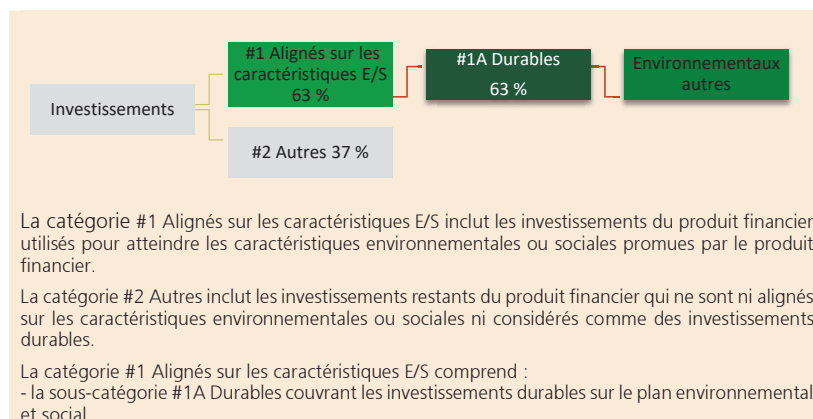 #1 Alignés sur les
caractéristiques E/S
63 %
#1A Durables
63 %
Environnementaux
autres
Investissements
#2 Autres 37 %
La catégorie #1 Alignés sur les caractéristiques E/S inclut les investissements du produit financier
utilisés pour atteindre les caractéristiques environnementales ou sociales promues par le produit
financier.
La catégorie #2 Autres inclut les investissements restants du produit financier qui ne sont ni alignés
sur les caractéristiques environnementales ou sociales ni considérés comme des investissements
durables.
La catégorie #1 Alignés sur les caractéristiques E/S comprend :
- la sous-catégorie #1A Durables couvrant les investissements durables sur le plan environnemental
et social